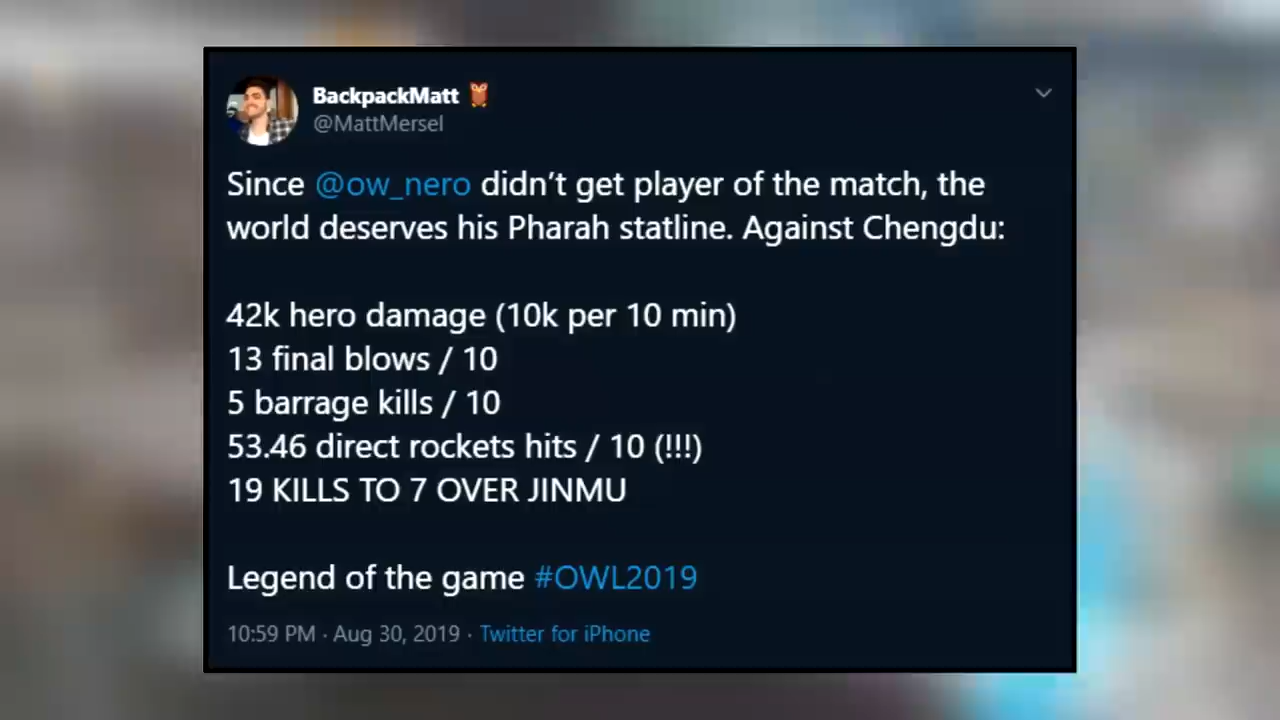 BackpackMatt 🦉
@MattMersel
Since @ow_nero didn't get player of the match, the
world deserves his Pharah statline. Against Chengdu:
42k hero damage (10k per 10 min)
13 final blows / 10
5 barrage kills / 10
53.46 direct rockets hits / 10 (!!!)
19 KILLS TO 7 OVER JINMU
Legend of the game #OWL2019
10:59 PM · Aug 30, 2019 · Twitter for iPhone